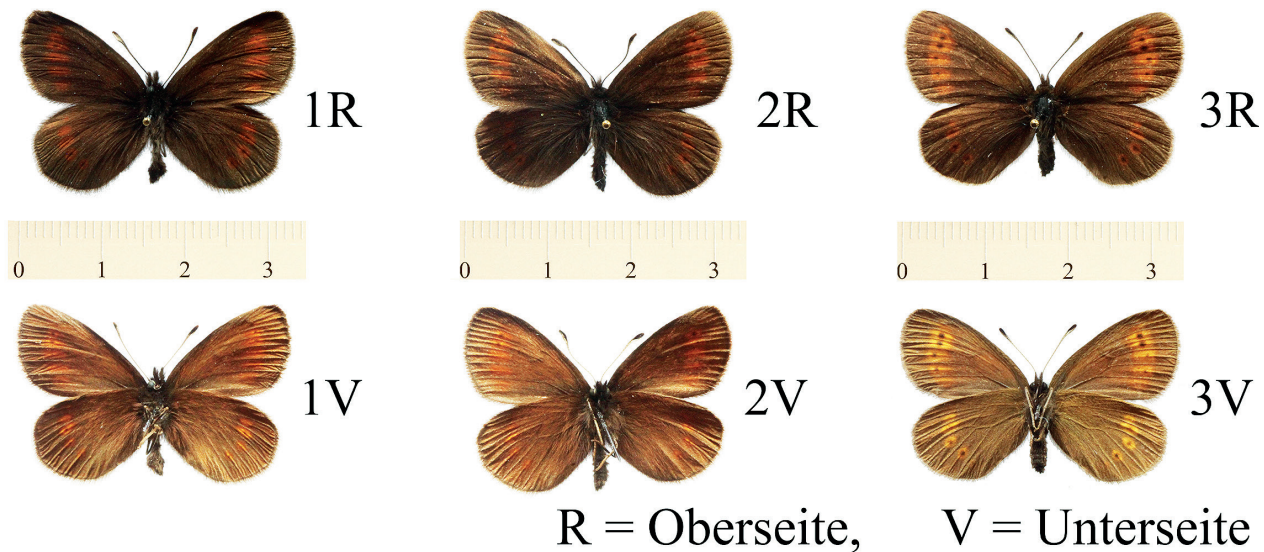 1R 2R 3R
0 1 2 3 0 1 2 3 0 1 2 3
1V 2V 3V
R = Oberseite, V = Unterseite